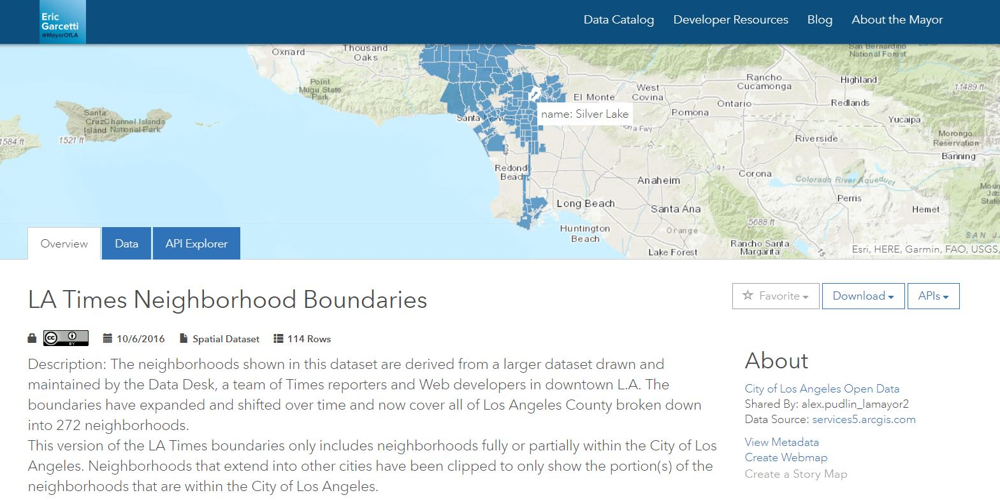 Eric
Garcetti
@MayorOfLA
Data Catalog
Developer Resources
Blog
About the Mayor
Oxnard
Thousand
Oaks
San Bernardino
National Forest
River
Point
Mugu State
Park
Rancho
Cucamonga
Highland
11489 ft
West
Covina
El Monte
Ontario
Redlands
Pomona
Yucaipa
Santa
Cruz
Island
Channel Islands
National Park
Santa
name: Silver Lake
1584 ft
1521 ft
Riverside
Morongo
Reservation
Banning
57
91
Redond
Bead
Anaheim
Corona
Colorado River Aqueduct
Perris
Hemet
Long Beach
Santa Ana
Huntington
Beach
Orange
5688 ft
Lake Forest
Rancho Santa
Margarita
15
SAN J
Esri, HERE, Garmin, FAO, USGS,
Overview
Data
API Explorer
LA Times Neighborhood Boundaries
Favorite
Download
APIs
cc BY
10/6/2016
Spatial Dataset
114 Rows
Description: The neighborhoods shown in this dataset are derived from a larger dataset drawn and
maintained by the Data Desk, a team of Times reporters and Web developers in downtown L.A. The
boundaries have expanded and shifted over time and now cover all of Los Angeles County broken down
into 272 neighborhoods.
This version of the LA Times boundaries only includes neighborhoods fully or partially within the City of Los
Angeles. Neighborhoods that extend into other cities have been clipped to only show the portion(s) of the
neighborhoods that are within the City of Los Angeles.
About
City of Los Angeles Open Data
Shared By: alex.pudlin_lamayor2
Data Source: services5.arcgis.com
View Metadata
Create Webmap
Create a Story Map